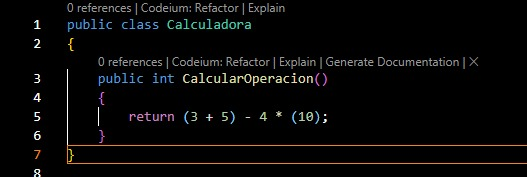 0 references | Codeium: Refactor | Explain
1 public class Calculadora
2 {
0 references | Codeium: Refactor | Explain | Generate Documentation | ×
3 public int CalcularOperacion()
4 {
5 return (3 + 5) - 4 * (10);
6 }
7 }
8